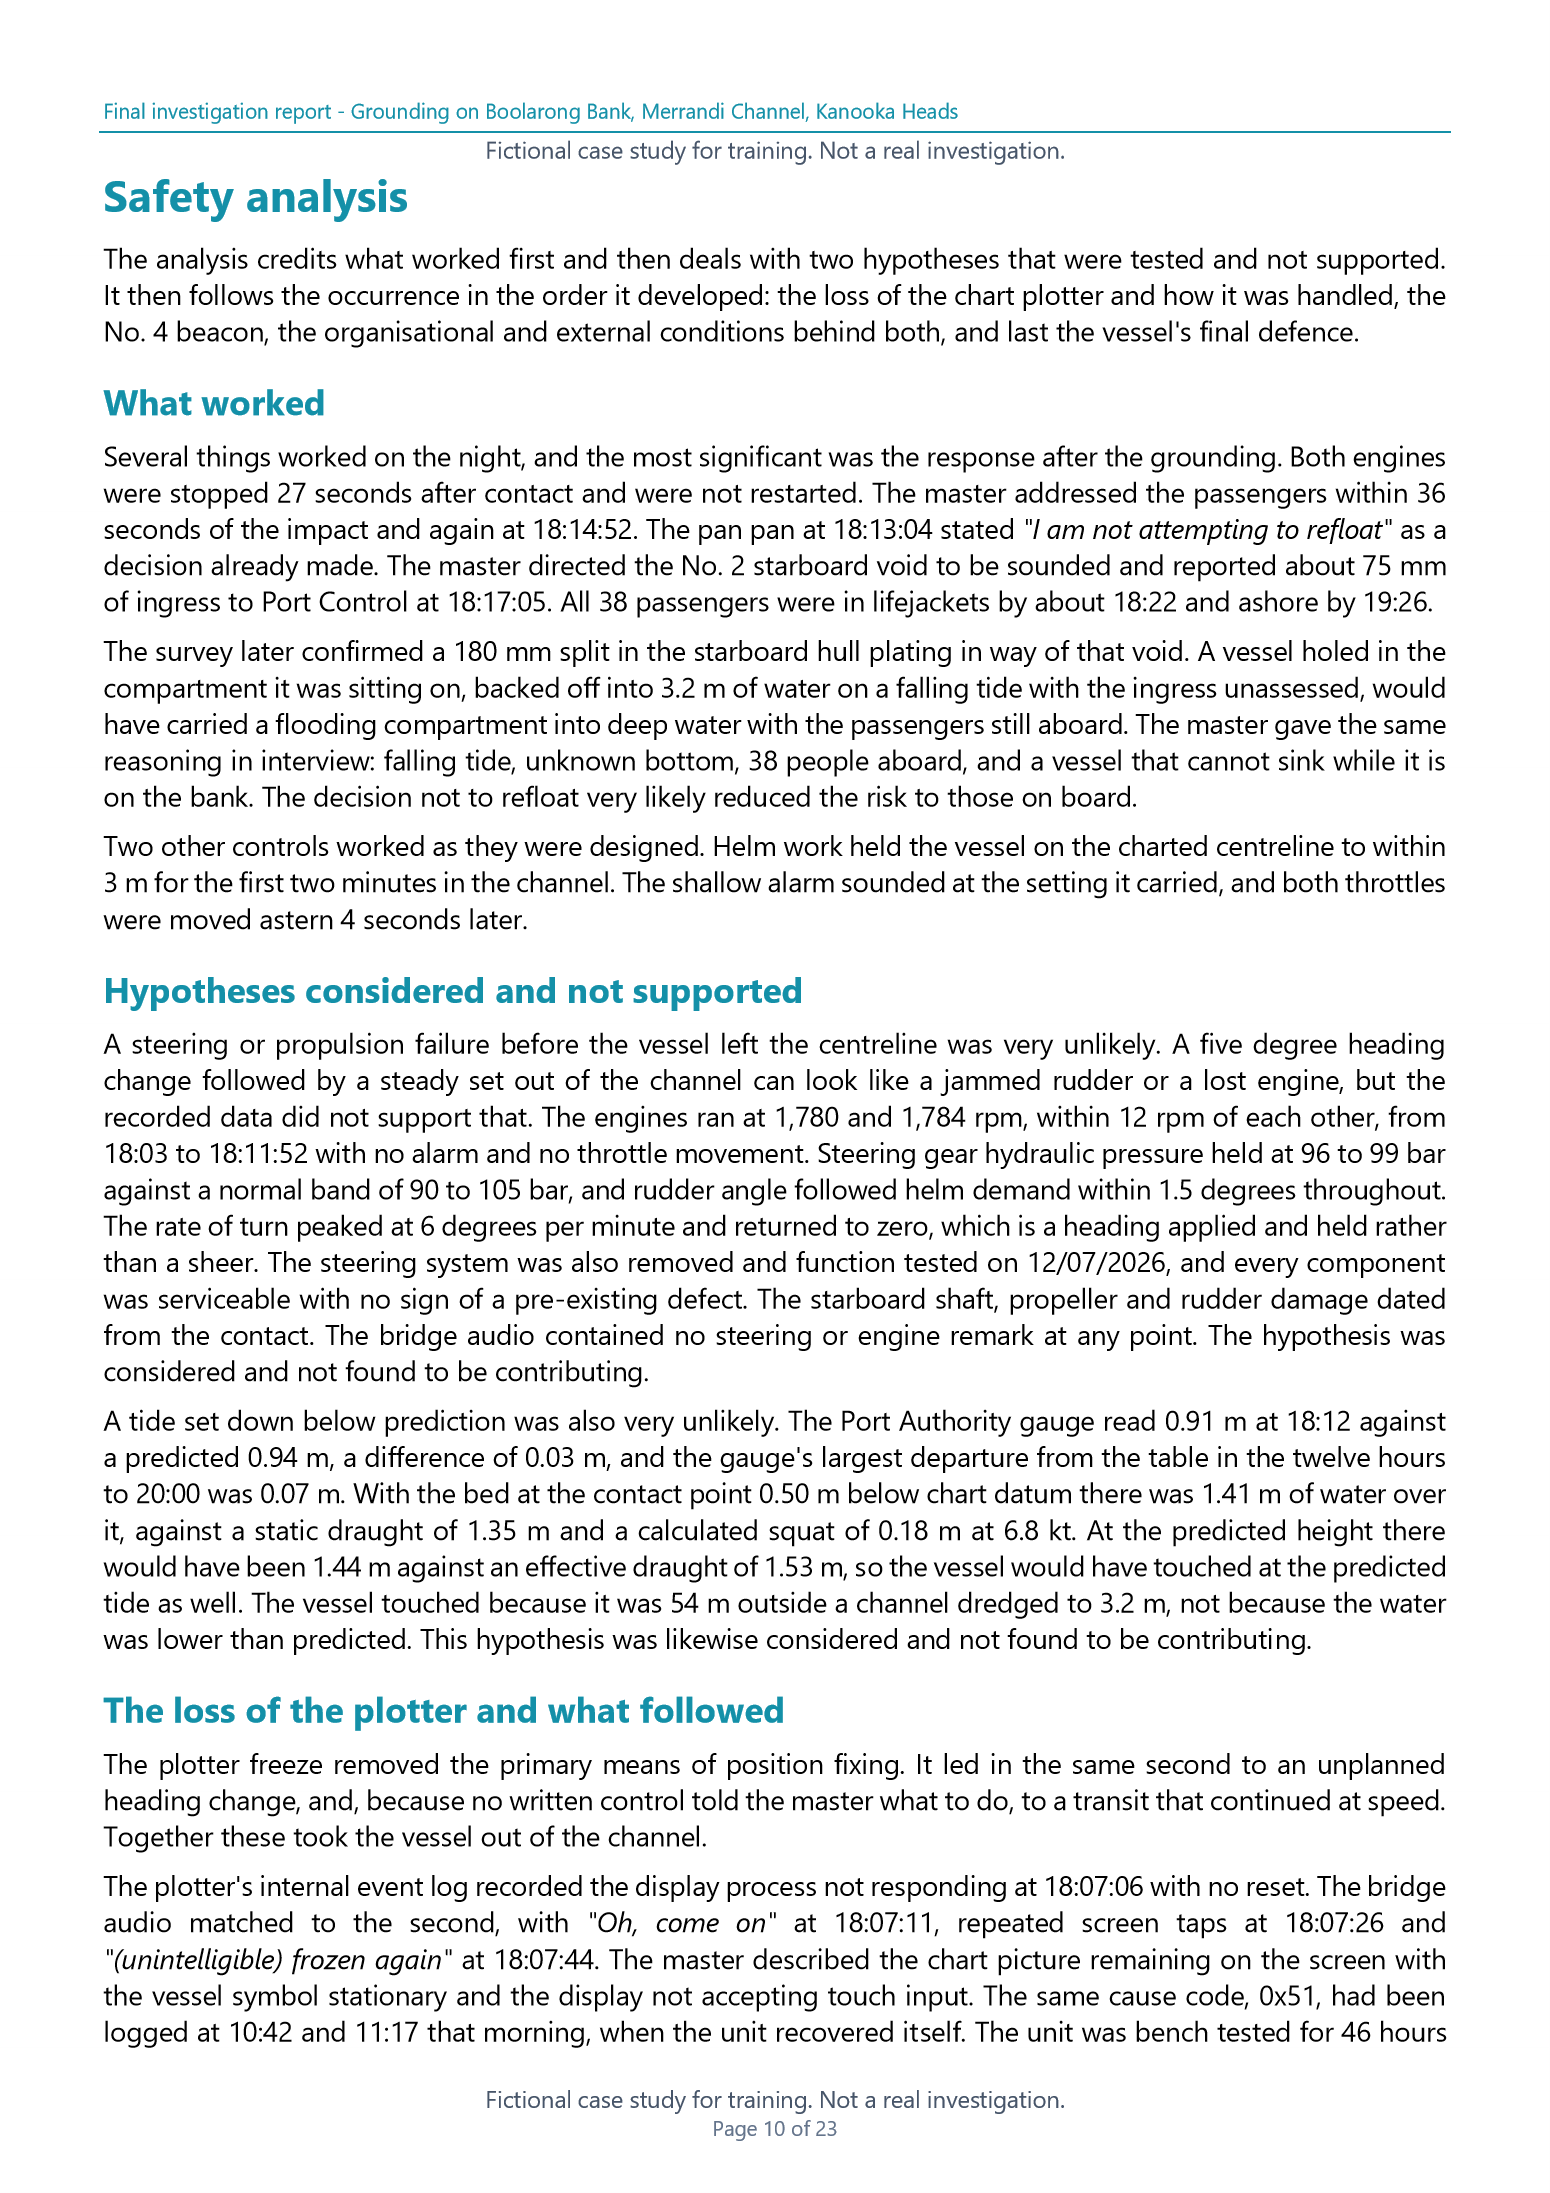 Final investigation report - Grounding on Boolarong Bank, Merrandi Channel, Kanooka Heads
Fictional case study for training. Not a real investigation.
Safety analysis
The analysis credits what worked first and then deals with two hypotheses that were tested and not supported.
It then follows the occurrence in the order it developed: the loss of the chart plotter and how it was handled, the
No. 4 beacon, the organisational and external conditions behind both, and last the vessel's final defence.
What worked
Several things worked on the night, and the most significant was the response after the grounding. Both engines
were stopped 27 seconds after contact and were not restarted. The master addressed the passengers within 36
seconds of the impact and again at 18:14:52. The pan pan at 18:13:04 stated "I am not attempting to refloat" as a
decision already made. The master directed the No. 2 starboard void to be sounded and reported about 75 mm
of ingress to Port Control at 18:17:05. All 38 passengers were in lifejackets by about 18:22 and ashore by 19:26.
The survey later confirmed a 180 mm split in the starboard hull plating in way of that void. A vessel holed in the
compartment it was sitting on, backed off into 3.2 m of water on a falling tide with the ingress unassessed, would
have carried a flooding compartment into deep water with the passengers still aboard. The master gave the same
reasoning in interview: falling tide, unknown bottom, 38 people aboard, and a vessel that cannot sink while it is
on the bank. The decision not to refloat very likely reduced the risk to those on board.
Two other controls worked as they were designed. Helm work held the vessel on the charted centreline to within
3 m for the first two minutes in the channel. The shallow alarm sounded at the setting it carried, and both throttles
were moved astern 4 seconds later.
Hypotheses considered and not supported
A steering or propulsion failure before the vessel left the centreline was very unlikely. A five degree heading
change followed by a steady set out of the channel can look like a jammed rudder or a lost engine, but the
recorded data did not support that. The engines ran at 1,780 and 1,784 rpm, within 12 rpm of each other, from
18:03 to 18:11:52 with no alarm and no throttle movement. Steering gear hydraulic pressure held at 96 to 99 bar
against a normal band of 90 to 105 bar, and rudder angle followed helm demand within 1.5 degrees throughout.
The rate of turn peaked at 6 degrees per minute and returned to zero, which is a heading applied and held rather
than a sheer. The steering system was also removed and function tested on 12/07/2026, and every component
was serviceable with no sign of a pre-existing defect. The starboard shaft, propeller and rudder damage dated
from the contact. The bridge audio contained no steering or engine remark at any point. The hypothesis was
considered and not found to be contributing.
A tide set down below prediction was also very unlikely. The Port Authority gauge read 0.91 m at 18:12 against
a predicted 0.94 m, a difference of 0.03 m, and the gauge's largest departure from the table in the twelve hours
to 20:00 was 0.07 m. With the bed at the contact point 0.50 m below chart datum there was 1.41 m of water over
it, against a static draught of 1.35 m and a calculated squat of 0.18 m at 6.8 kt. At the predicted height there
would have been 1.44 m against an effective draught of 1.53 m, so the vessel would have touched at the predicted
tide as well. The vessel touched because it was 54 m outside a channel dredged to 3.2 m, not because the water
was lower than predicted. This hypothesis was likewise considered and not found to be contributing.
The loss of the plotter and what followed
The plotter freeze removed the primary means of position fixing. It led in the same second to an unplanned
heading change, and, because no written control told the master what to do, to a transit that continued at speed.
Together these took the vessel out of the channel.
The plotter's internal event log recorded the display process not responding at 18:07:06 with no reset. The bridge
audio matched to the second, with "Oh, come on" at 18:07:11, repeated screen taps at 18:07:26 and
"(unintelligible) frozen again" at 18:07:44. The master described the chart picture remaining on the screen with
the vessel symbol stationary and the display not accepting touch input. The same cause code, 0x51, had been
logged at 10:42 and 11:17 that morning, when the unit recovered itself. The unit was bench tested for 46 hours
Fictional case study for training. Not a real investigation.
Page 10 of 23